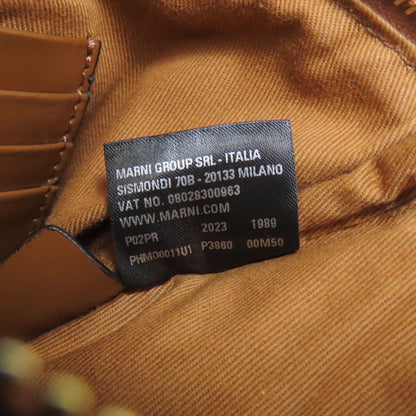 MARNI GROUP SRL - ITALIA
SISMONDI 70B - 20133 MILANO
VAT NO. 08028300963
WWW.MARNI.COM
P02PR 2023 1989
PHMO0011U1 P3860 00M50